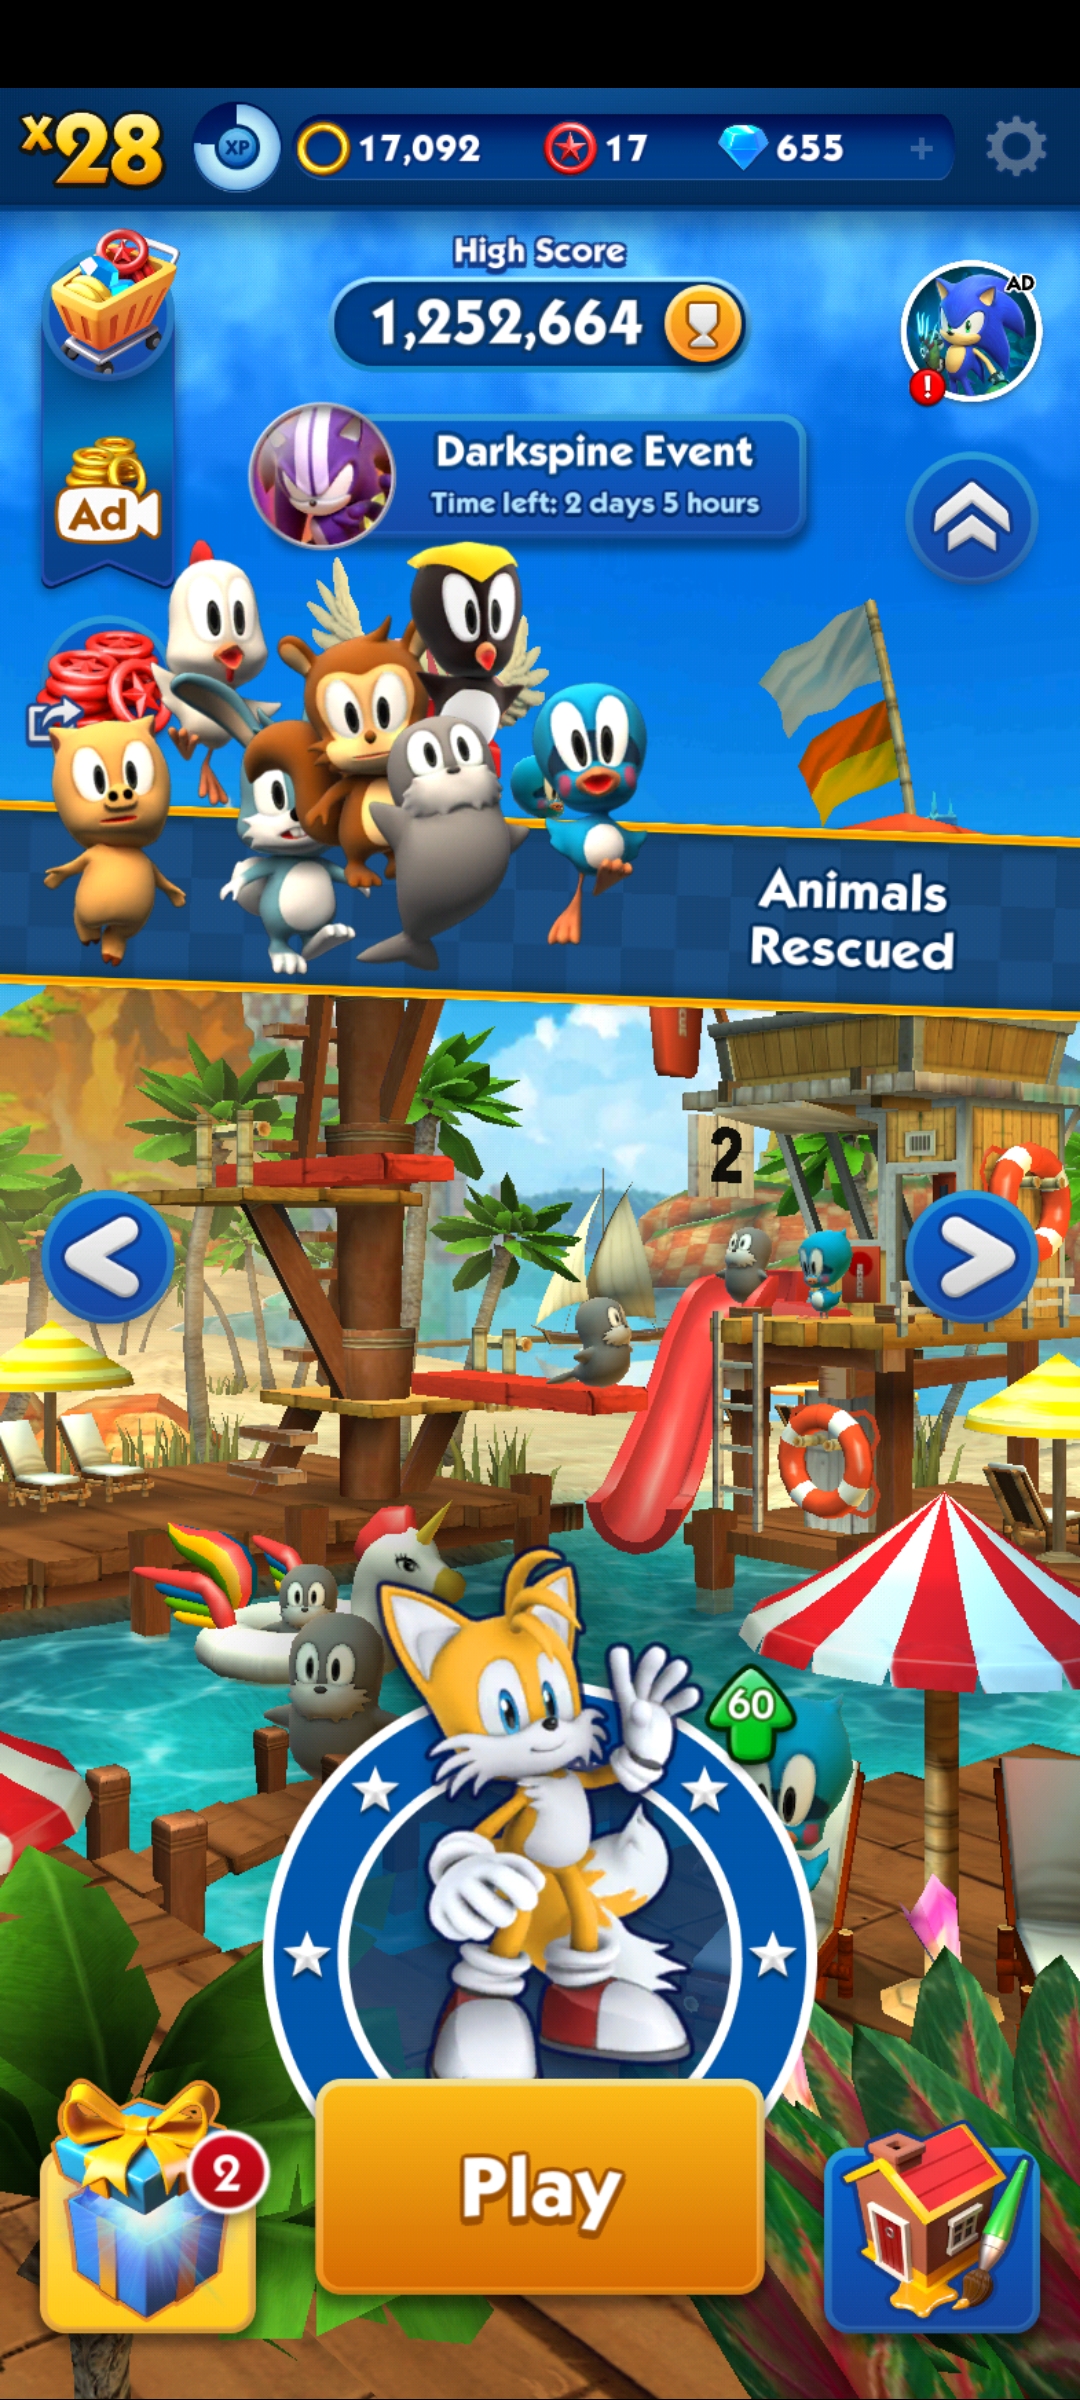 x28
XP
17,092
17
655
+
High Score
1,252,664
AD
!
Darkspine Event
Time left: 2 days 5 hours
Ad
Animals
Rescued
2
60
2
Play